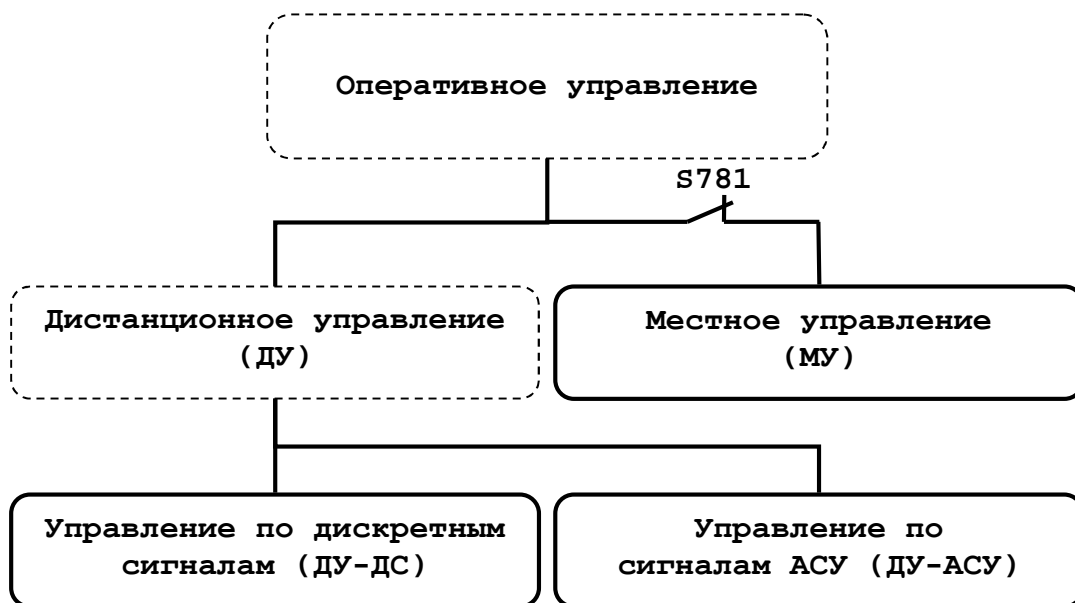 Оперативное управление
S781
Дистанционное управление
(ДУ)
Местное управление
(МУ)
Управление по дискретным
сигналам (ДУ-ДС)
Управление по
сигналам АСУ (ДУ-АСУ)